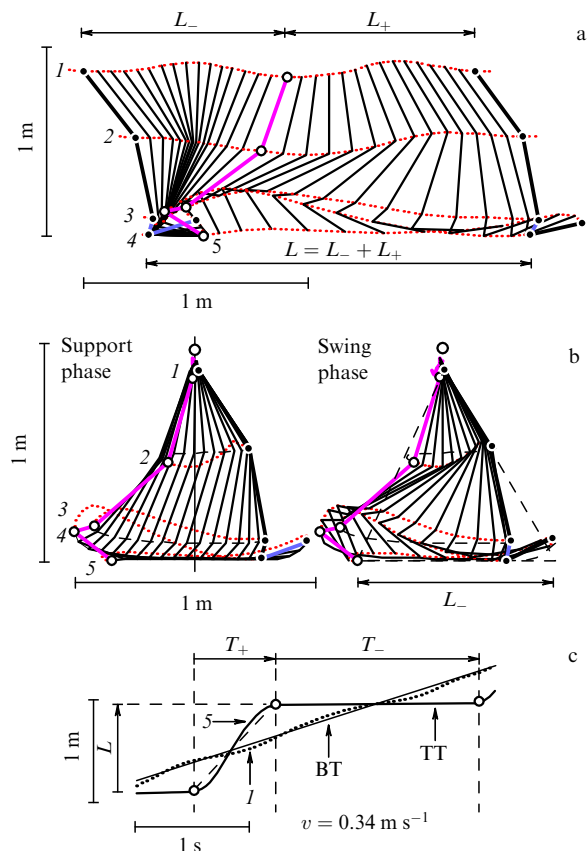 L₋ L₊ a
1
1 m
2
3
4
5
L = L₋ + L₊
1 m
Support phase
Swing phase
b
1
1 m
2
3
4
5
1 m
L₋
T₊ T₋ c
1 m
L
5
1
BT
TT
1 s
v = 0.34 m s⁻¹